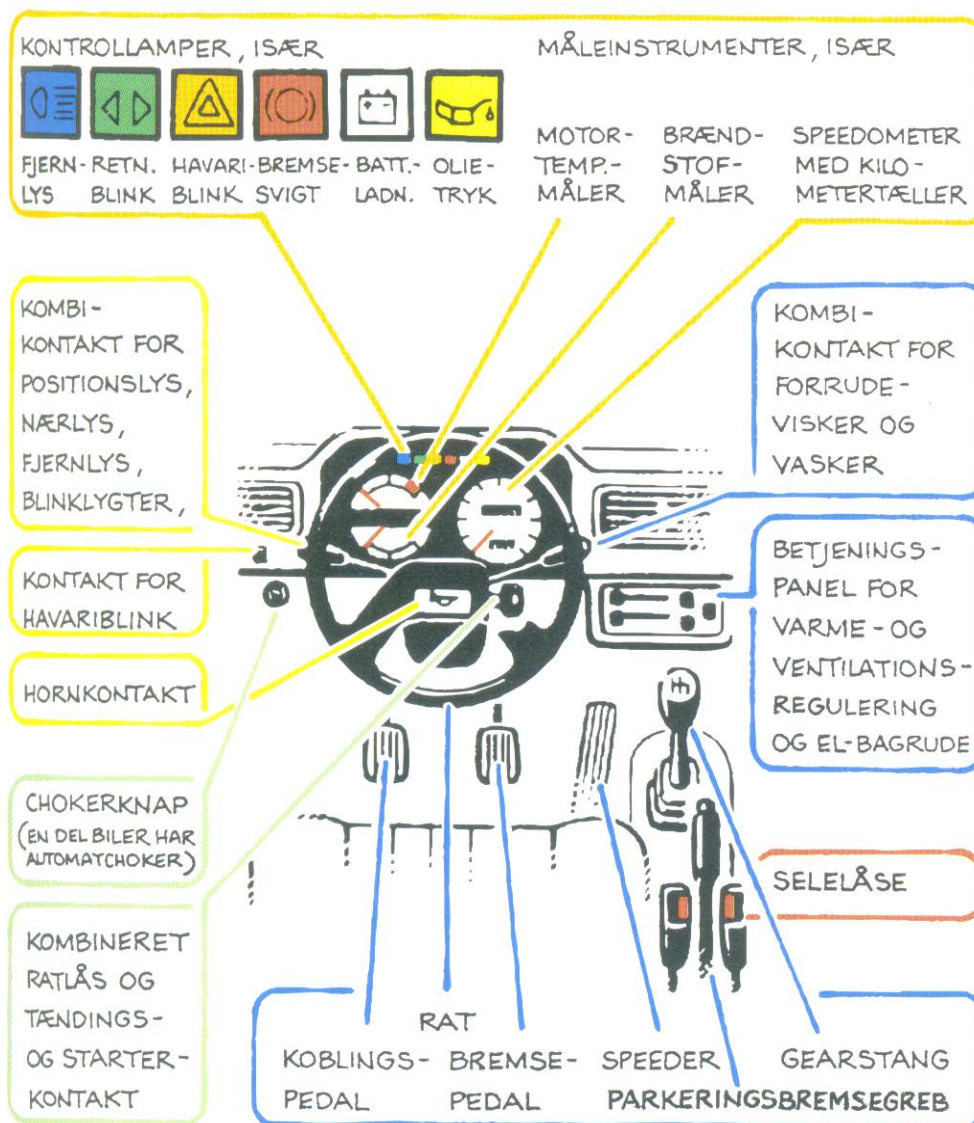 KONTROLLAMPER, ISÆR
FJERN-
LYS
RETN.
BLINK
HAVARI-
BLINK
BREMSE-
SVIGT
BATT.-
LADN.
OLIE-
TRYK
MÅLEINSTRUMENTER, ISÆR
MOTOR-
TEMP.-
MÅLER
BRÆND-
STOF-
MÅLER
SPEEDOMETER
MED KILO-
METERTÆLLER
KOMBI-
KONTAKT FOR
POSITIONSLYS,
NÆRLYS,
FJERNLYS,
BLINKLYGTER,
KONTAKT FOR
HAVARIBLINK
HORNKONTAKT
CHOKERKNAP
(EN DEL BILER HAR
AUTOMATCHOKER)
KOMBINERET
RATLÅS OG
TÆNDINGS-
OG STARTER-
KONTAKT
KOMBI-
KONTAKT FOR
FORRUDE-
VISKER OG
VASKER
BETJENINGS-
PANEL FOR
VARME- OG
VENTILATIONS-
REGULERING
OG EL-BAGRUDE
SELELÅSE
RAT
KOBLINGS-
PEDAL
BREMSE-
PEDAL
SPEEDER
GEARSTANG
PARKERINGSBREMSEGREB